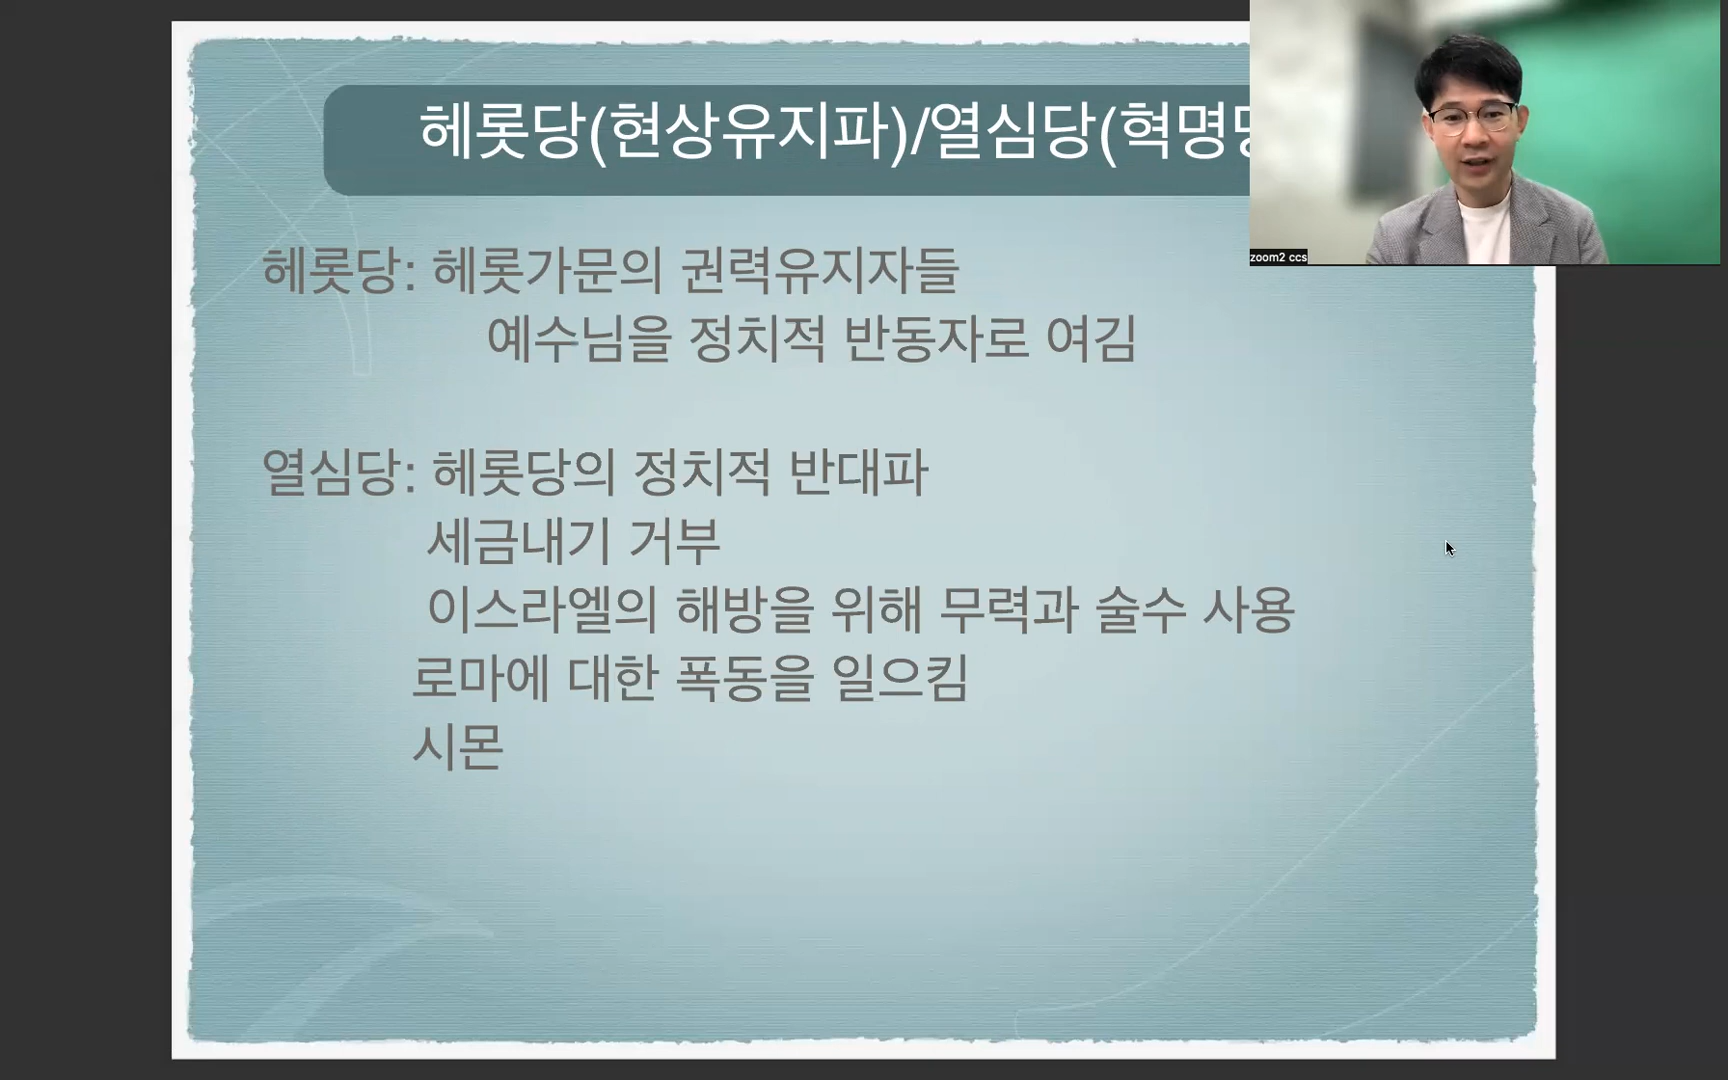 헤롯당(현상유지파)/열심당(혁명
헤롯당: 헤롯가문의 권력유지자들
예수님을 정치적 반동자로 여김
열심당: 헤롯당의 정치적 반대파
세금내기 거부
이스라엘의 해방을 위해 무력과 술수 사용
로마에 대한 폭동을 일으킴
시몬
zoom2 ccs